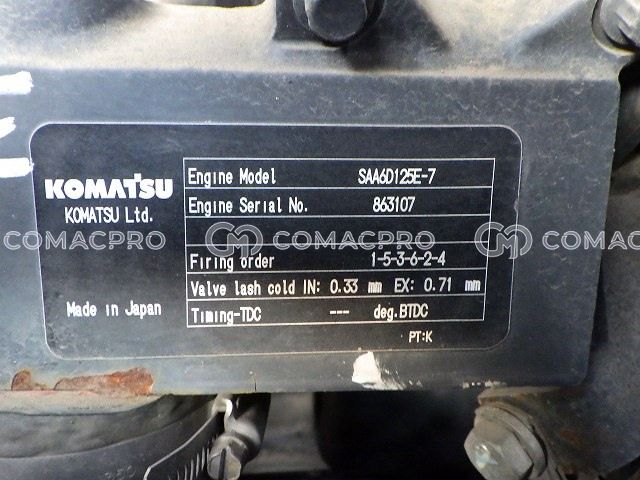 KOMATSU
KOMATSU Ltd.
Made in Japan
Engine Model SAA6D125E-7
Engine Serial No. 863107
Firing order 1-5-3-6-2-4
Valve lash cold IN: 0.33 mm EX: 0.71 mm
Timing-TDC --- deg.BTDC
PT:K
COMACPRO
COMACPRO
COMACPRO